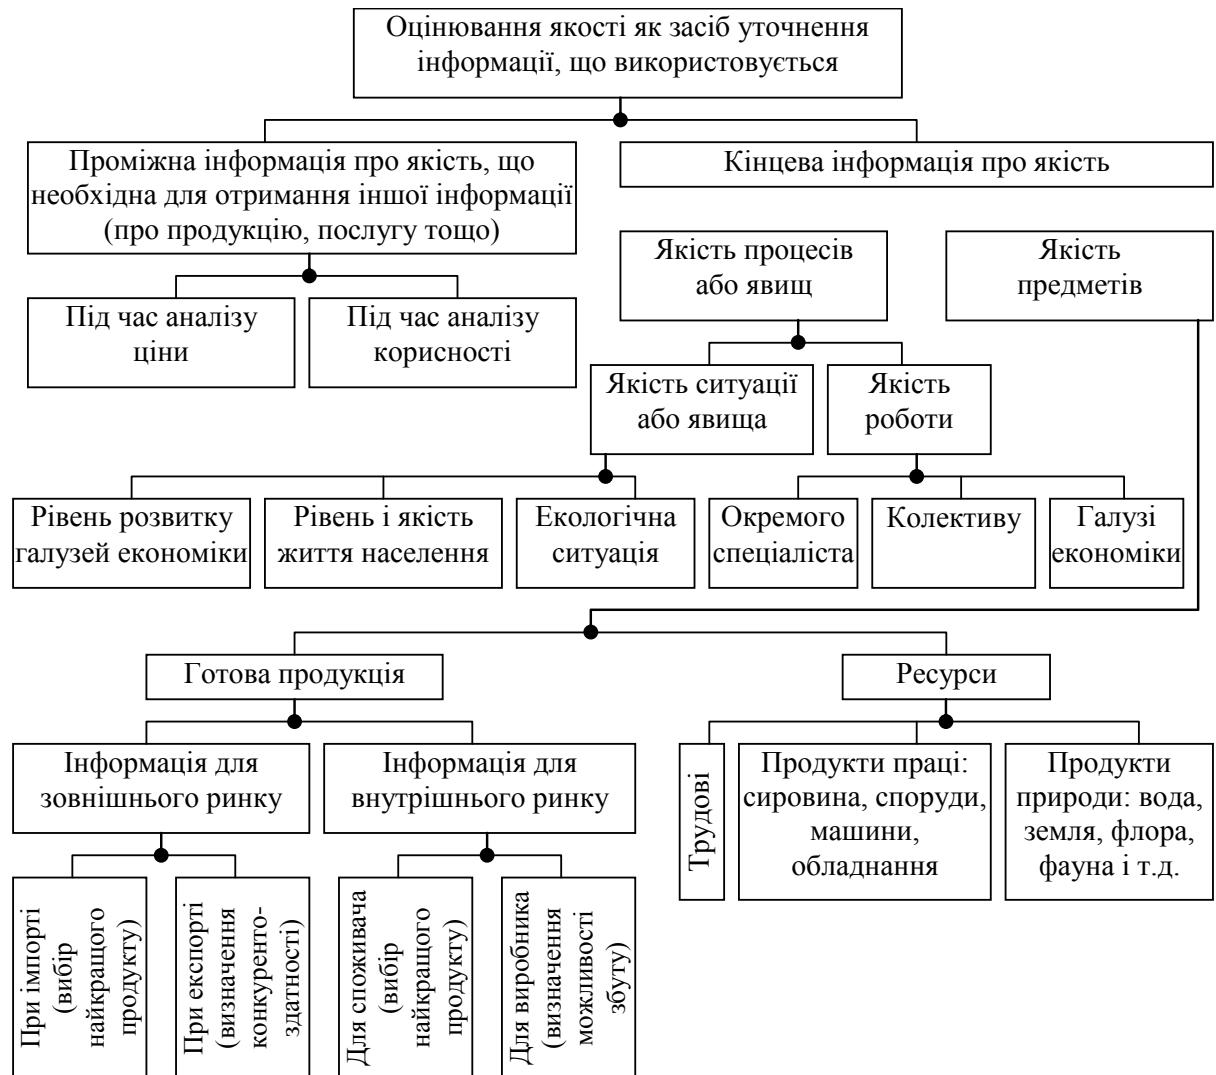 Оцінювання якості як засіб уточнення
інформації, що використовується
Проміжна інформація про якість, що
необхідна для отримання іншої інформації
(про продукцію, послугу тощо)
Кінцева інформація про якість
Якість процесів
або явищ
Якість
предметів
Під час аналізу
ціни
Під час аналізу
корисності
Якість ситуації
або явища
Якість
роботи
Рівень розвитку
галузей економіки
Рівень і якість
життя населення
Екологічна
ситуація
Окремого
спеціаліста
Колективу
Галузі
економіки
Готова продукція
Ресурси
Інформація для
зовнішнього ринку
Інформація для
внутрішнього ринку
Трудові
Продукти праці:
сировина, споруди,
машини,
обладнання
Продукти
природи: вода,
земля, флора,
фауна і т.д.
При імпорті
(вибір
найкращого
продукту)
При експорті
(визначення
конкуренто-
здатності)
Для споживача
(вибір
найкращого
продукту)
Для виробника
(визначення
можливості
збуту)